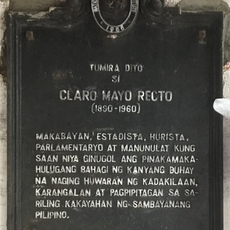 1933
TUMIRA DIYO
SI
CLARO MAYO RECTO
(1890-1960)
MAKABAYAN, ESTADISTA, HURISTA,
PARLAMENTARYO AT MANUNULAT KUNG
SAAN NIYA GINUGOL ANG PINAKAMAKA-
HULUGANG BAHAGI NG KANYANG BUHAY
NA NAGING HUWARAN NG KADAKILAAN,
KARANGALAN AT PAGPIPITAGAN SA SA-
RILING KAKAYAHAN NG SAMBAYANANG
PILIPINO.